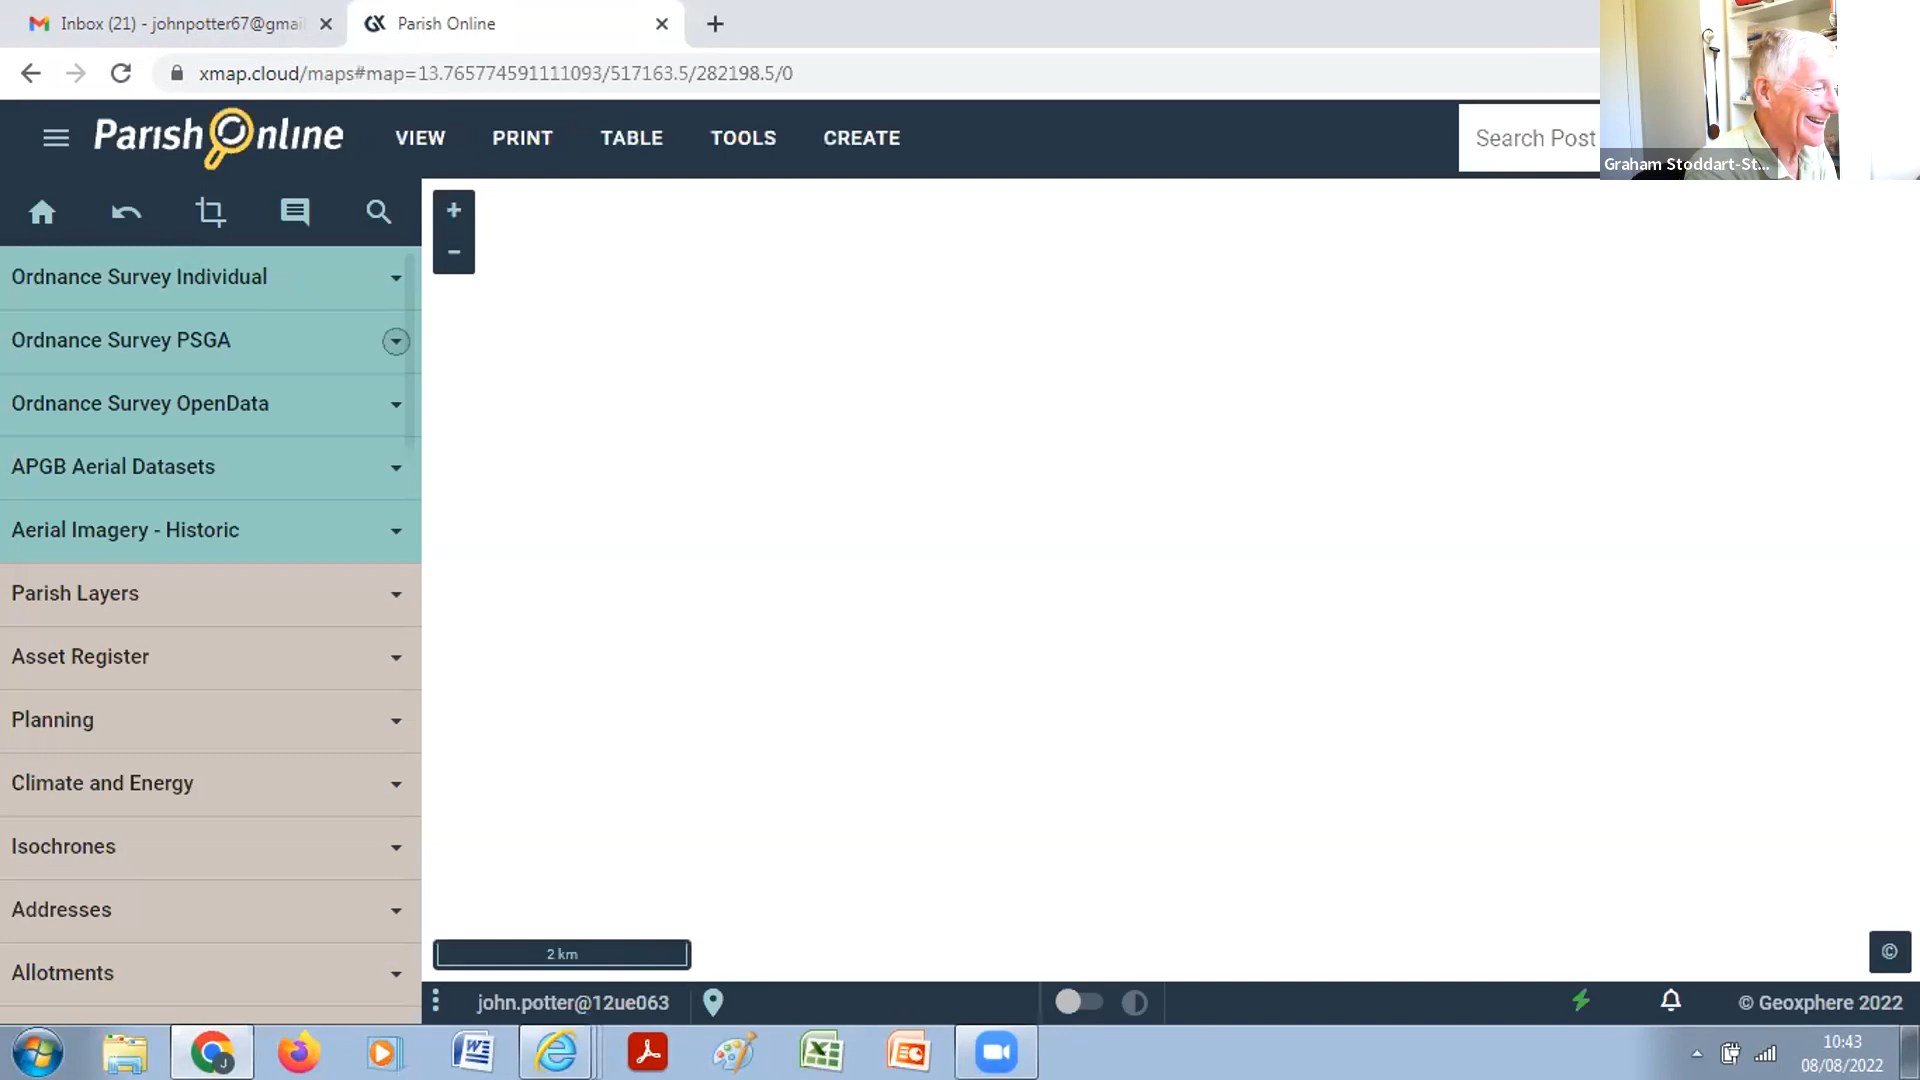 Inbox (21) - johnpotter67@gmai
Parish Online
xmap.cloud/maps#map=13.765774591111093/517163.5/282198.5/0
Parish Online
VIEW
PRINT
TABLE
TOOLS
CREATE
Search Post
Graham Stoddart-St...
Ordnance Survey Individual
Ordnance Survey PSGA
Ordnance Survey OpenData
APGB Aerial Datasets
Aerial Imagery - Historic
Parish Layers
Asset Register
Planning
Climate and Energy
Isochrones
Addresses
Allotments
2 km
©
john.potter@12ue063
© Geoxphere 2022
10:43
08/08/2022